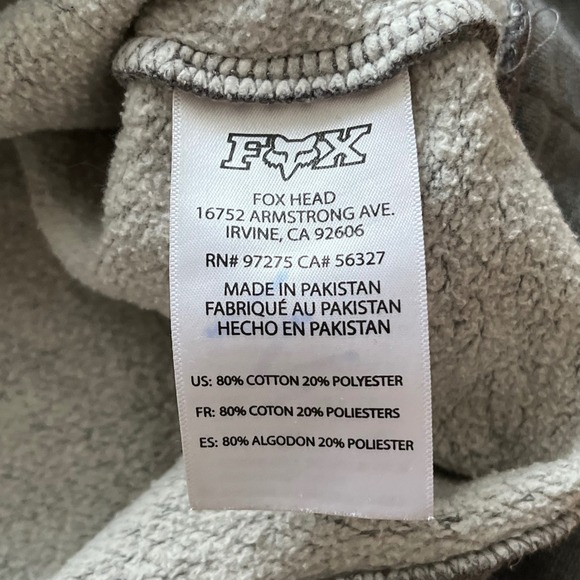 FOX
FOX HEAD
16752 ARMSTRONG AVE.
IRVINE, CA 92606
RN# 97275 CA# 56327
MADE IN PAKISTAN
FABRIQUÉ AU PAKISTAN
HECHO EN PAKISTAN
US: 80% COTTON 20% POLYESTER
FR: 80% COTON 20% POLIESTERS
ES: 80% ALGODON 20% POLIESTER